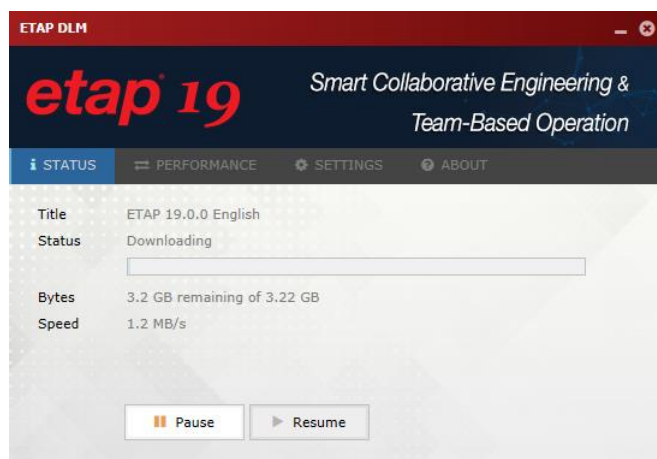 ETAP DLM
etap 19
Smart Collaborative Engineering &
Team-Based Operation
STATUS PERFORMANCE SETTINGS ABOUT
Title ETAP 19.0.0 English
Status Downloading
Bytes 3.2 GB remaining of 3.22 GB
Speed 1.2 MB/s
Pause Resume